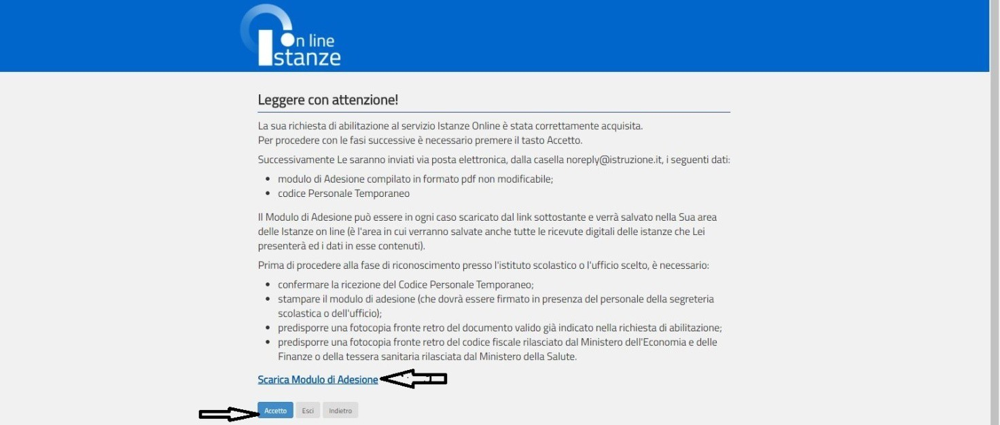 On line
Istanze
Leggere con attenzione!
La sua richiesta di abilitazione al servizio Istanze Online è stata correttamente acquisita.
Per procedere con le fasi successive è necessario premere il tasto Accetto.
Successivamente Le saranno inviati via posta elettronica, dalla casella noreply@istruzione.it, i seguenti dati:
• modulo di Adesione compilato in formato pdf non modificabile;
• codice Personale Temporaneo
Il Modulo di Adesione può essere in ogni caso scaricato dal link sottostante e verrà salvato nella Sua area
delle Istanze on line (è l'area in cui verranno salvate anche tutte le ricevute digitali delle istanze che Lei
presenterà ed i dati in esse contenuti).
Prima di procedere alla fase di riconoscimento presso l'istituto scolastico o l'ufficio scelto, è necessario:
• confermare la ricezione del Codice Personale Temporaneo;
• stampare il modulo di adesione (che dovrà essere firmato in presenza del personale della segreteria
scolastica o dell'ufficio);
• predisporre una fotocopia fronte retro del documento valido già indicato nella richiesta di abilitazione;
• predisporre una fotocopia fronte retro del codice fiscale rilasciato dal Ministero dell'Economia e delle
Finanze o della tessera sanitaria rilasciata dal Ministero della Salute.
Scarica Modulo di Adesione
Accetto Esci Indietro